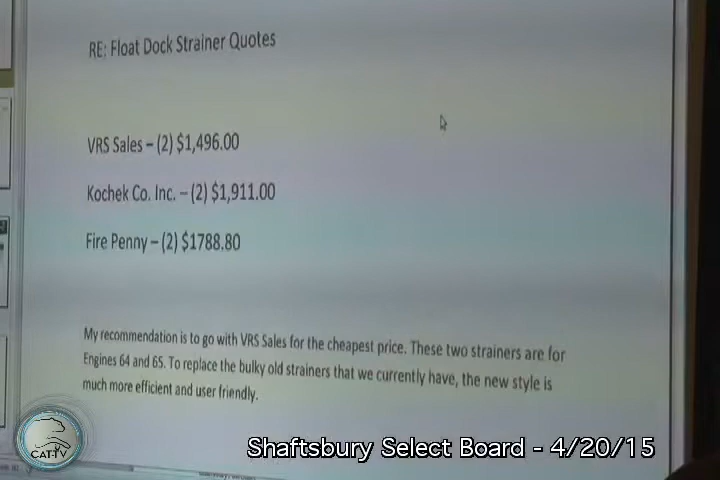 RE: Float Dock Strainer Quotes
VRS Sales – (2) $1,496.00
Kochek Co. Inc. – (2) $1,911.00
Fire Penny – (2) $1788.80
My recommendation is to go with VRS Sales for the cheapest price. These two strainers are for
Engines 64 and 65. To replace the bulky old strainers that we currently have, the new style is
much more efficient and user friendly.
CAT-TV
Shaftsbury Select Board - 4/20/15